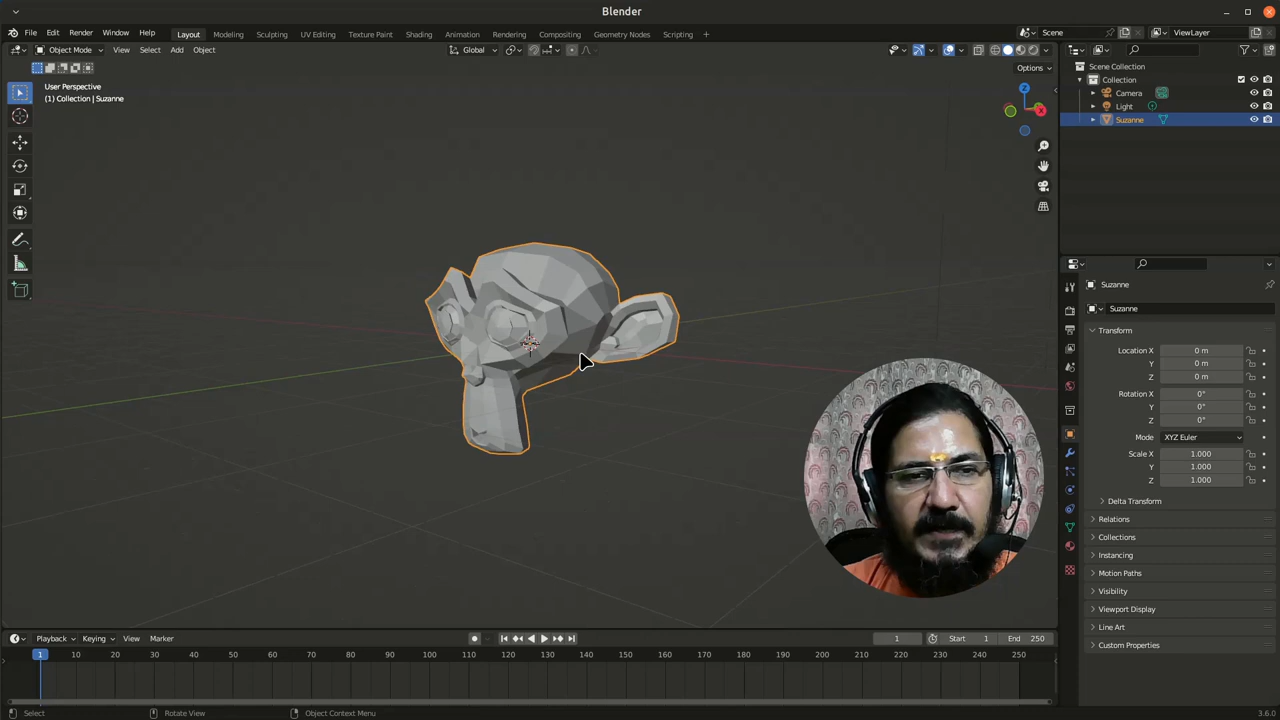 Blender
File Edit Render Window Help Layout Modeling Sculpting UV Editing Texture Paint Shading Animation Rendering Compositing Geometry Nodes Scripting + Scene ViewLayer
Object Mode View Select Add Object Global
Options
User Perspective
(1) Collection | Suzanne
Z
X
Scene Collection
Collection
Camera
Light
Suzanne
Suzanne
Suzanne
Transform
Location X 0 m
Y 0 m
Z 0 m
Rotation X 0°
Y 0°
Z 0°
Mode XYZ Euler
Scale X 1.000
Y 1.000
Z 1.000
Delta Transform
Relations
Collections
Instancing
Motion Paths
Visibility
Viewport Display
Line Art
Custom Properties
Playback Keying View Marker 1 Start 1 End 250
1 10 20 30 40 50 60 70 80 90 100 110 120 130 140 150 160 170 180 190 200 210 220 230 240 250
Select Rotate View Object Context Menu 3.6.0